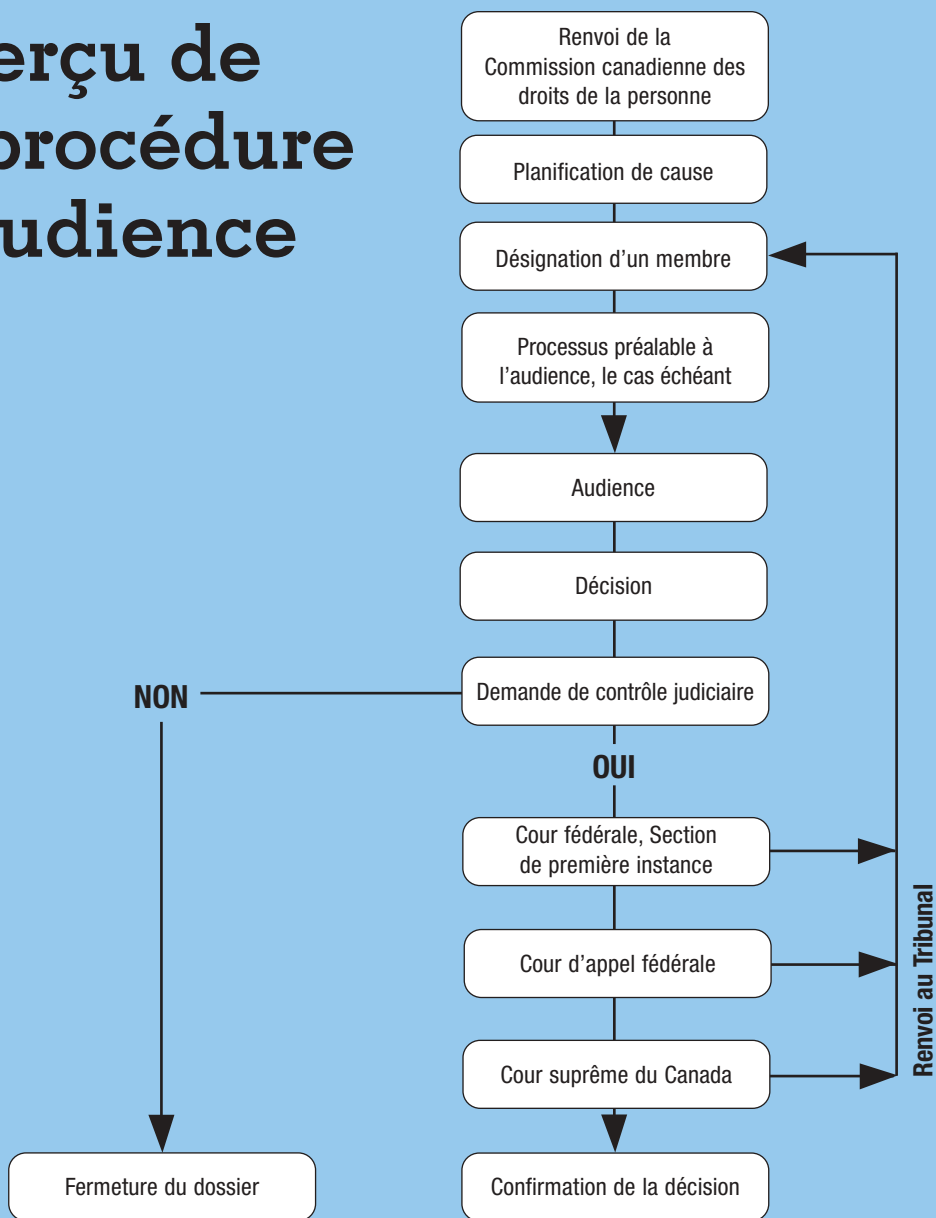 erçu de
procédure
udience
Renvoi de la
Commission canadienne des
droits de la personne
Planification de cause
Désignation d'un membre
Processus préalable à
l'audience, le cas échéant
Audience
Décision
Demande de contrôle judiciaire
NON
OUI
Cour fédérale, Section
de première instance
Cour d'appel fédérale
Cour suprême du Canada
Renvoi au Tribunal
Fermeture du dossier
Confirmation de la décision